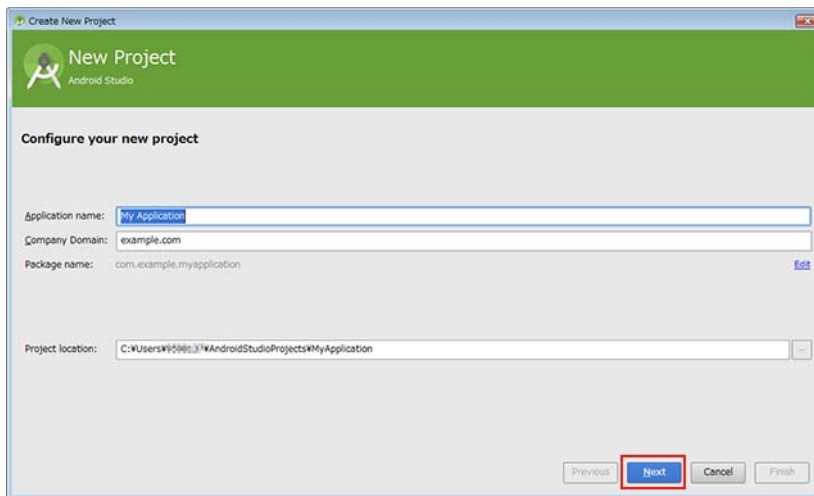 Create New Project
New Project
Android Studio
Configure your new project
Application name: My Application
Company Domain: example.com
Package name: com.example.myapplication Edit
Project location: C:¥Users¥ ¥AndroidStudioProjects¥MyApplication ...
Previous Next Cancel Finish